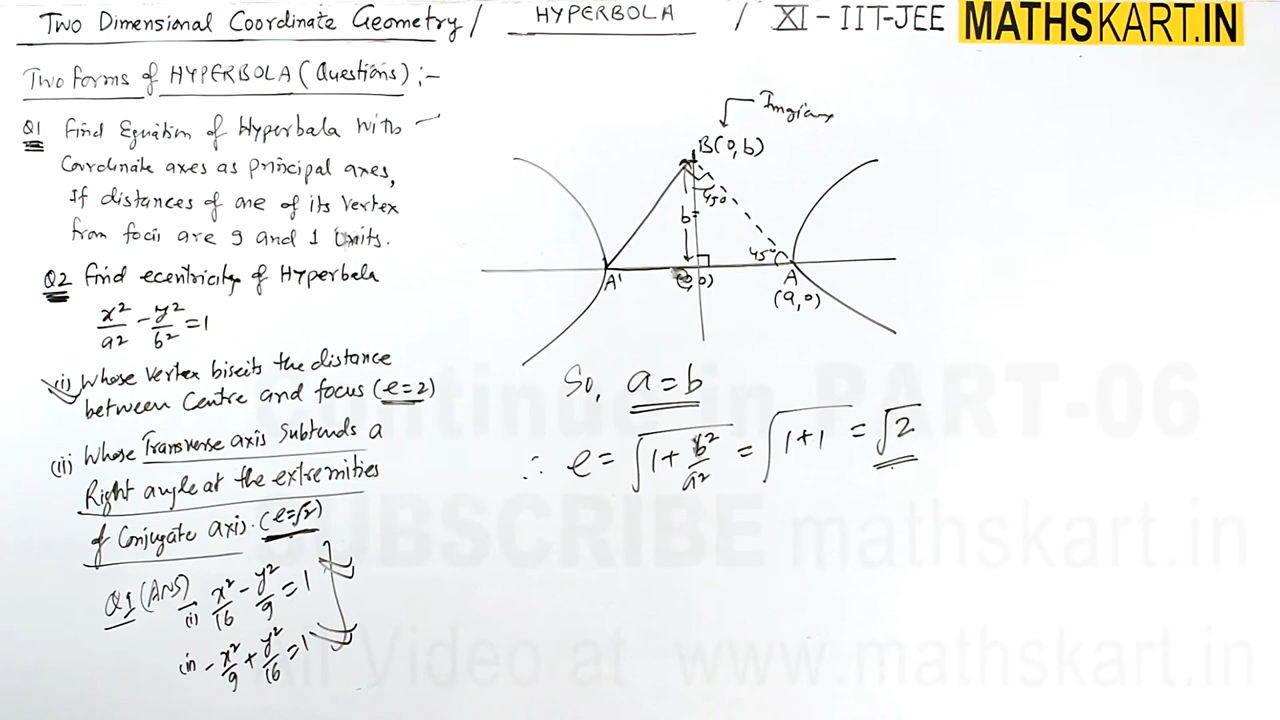 Two Dimensional Coordinate Geometry / HYPERBOLA / XI - IIT-JEE MATHSKART.IN
Two forms of HYPERBOLA (Questions) :-
Q1 Find Equation of Hyperbala with
Coordinate axes as principal axes,
If distances of one of its vertex
from focii are 9 and 1 Units.
Q2 find ecentricity of Hyperbala
x²/a² - y²/b² = 1
(i) Whose vertex bisects the distance
between Centre and focus (e=2)
(ii) Whose Transverse axis Subtends a
Right angle at the extremities
of Conjugate axis. (e=√2)
Q1 (ANS) (i) x²/16 - y²/9 = 1
(ii) -x²/9 + y²/16 = 1
B(0,b)
45°
b
45°
A'
0)
A
(a,0)
So, a = b
∴ e = √(1 + b²/a²) = √(1+1) = √2
Continue in PART-06
SUBSCRIBE mathskart.in
All Video at www.mathskart.in